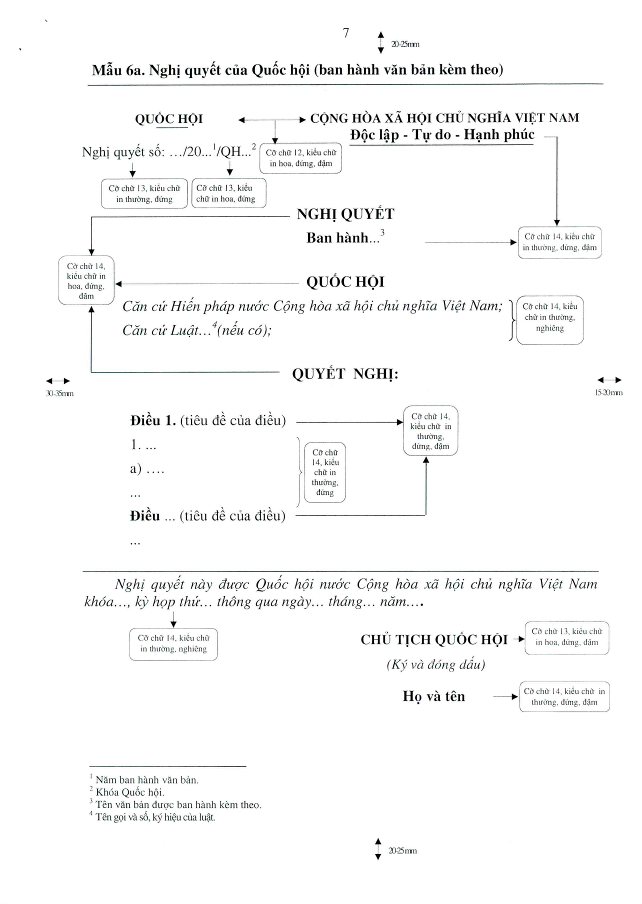 7
20-25mm
Mẫu 6a. Nghị quyết của Quốc hội (ban hành văn bản kèm theo)
QUỐC HỘI
CỘNG HÒA XÃ HỘI CHỦ NGHĨA VIỆT NAM
Độc lập - Tự do - Hạnh phúc
Nghị quyết số: …/20...1/QH...2
Cỡ chữ 12, kiểu chữ
in hoa, đứng, đậm
Cỡ chữ 13, kiểu chữ
in thường, đứng
Cỡ chữ 13, kiểu chữ
in hoa, đứng
NGHỊ QUYẾT
Ban hành...3
Cỡ chữ 14, kiểu chữ
in thường, đứng, đậm
Cỡ chữ 14,
kiểu chữ in
hoa, đứng,
đậm
QUỐC HỘI
Căn cứ Hiến pháp nước Cộng hòa xã hội chủ nghĩa Việt Nam;
Căn cứ Luật…4(nếu có);
Cỡ chữ 14, kiểu
chữ in thường,
nghiêng
QUYẾT NGHỊ:
30-35mm
15-20mm
Điều 1. (tiêu đề của điều)
1. ...
a) ….
...
Điều ... (tiêu đề của điều)
...
Cỡ chữ
14, kiểu
chữ in
thường,
đứng
Cỡ chữ 14,
kiểu chữ in
thường,
đứng, đậm
Nghị quyết này được Quốc hội nước Cộng hòa xã hội chủ nghĩa Việt Nam
khóa…, kỳ họp thứ… thông qua ngày… tháng… năm….
Cỡ chữ 14, kiểu chữ
in thường, nghiêng
CHỦ TỊCH QUỐC HỘI
Cỡ chữ 13, kiểu chữ
in hoa, đứng, đậm
(Ký và đóng dấu)
Họ và tên
Cỡ chữ 14, kiểu chữ in
thường, đứng, đậm
1 Năm ban hành văn bản.
2 Khóa Quốc hội.
3 Tên văn bản được ban hành kèm theo.
4 Tên gọi và số, ký hiệu của luật.
20-25mm